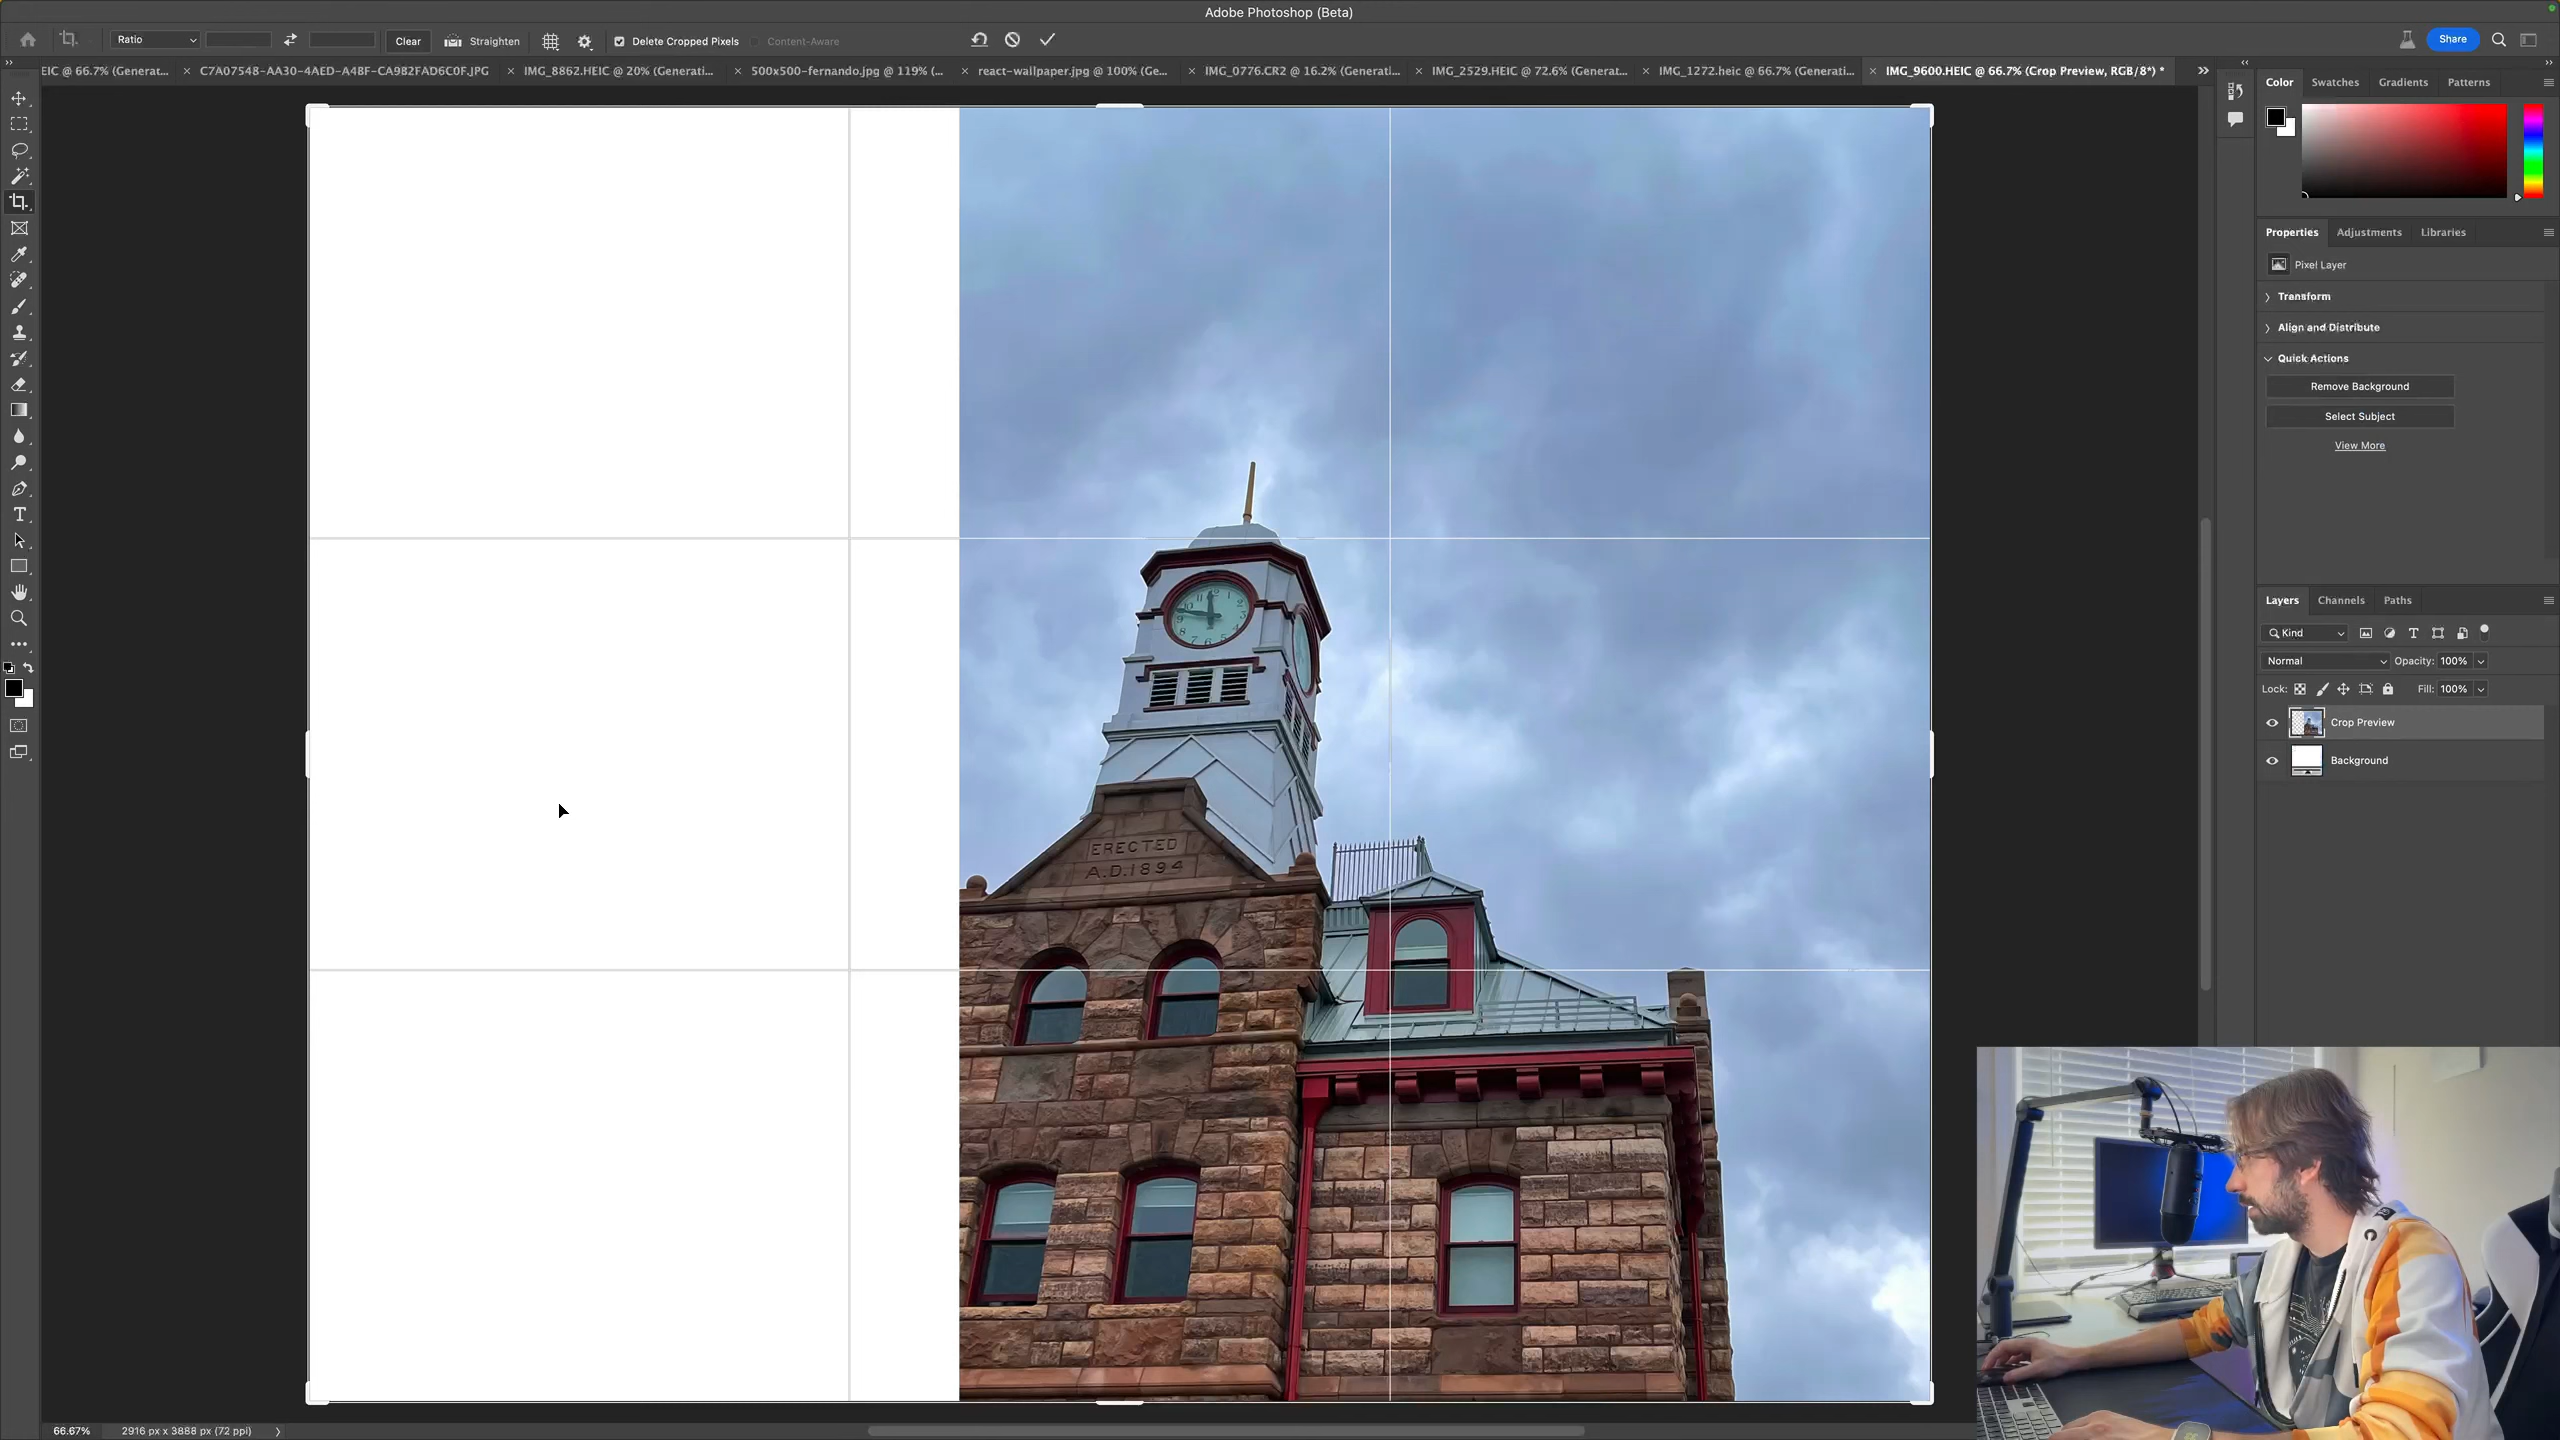 Adobe Photoshop (Beta)
Ratio
Clear
Straighten
Delete Cropped Pixels
Content-Aware
Share
EIC @ 66.7% (Generat...
C7A07548-AA30-4AED-A4BF-CA9B2FAD6C0F.JPG
IMG_8862.HEIC @ 20% (Generati...
500x500-fernando.jpg @ 119% (...
react-wallpaper.jpg @ 100% (Ge...
IMG_0776.CR2 @ 16.2% (Generati...
IMG_2529.HEIC @ 72.6% (Generat...
IMG_1272.heic @ 66.7% (Generati...
IMG_9600.HEIC @ 66.7% (Crop Preview, RGB/8*) *
Color
Swatches
Gradients
Patterns
Properties
Adjustments
Libraries
Pixel Layer
Transform
Align and Distribute
Quick Actions
Remove Background
Select Subject
View More
Layers
Channels
Paths
Kind
Normal
Opacity: 100%
Lock:
Fill: 100%
Crop Preview
Background
ERECTED
A.D.1894
66.67%
2916 px x 3888 px (72 ppi)